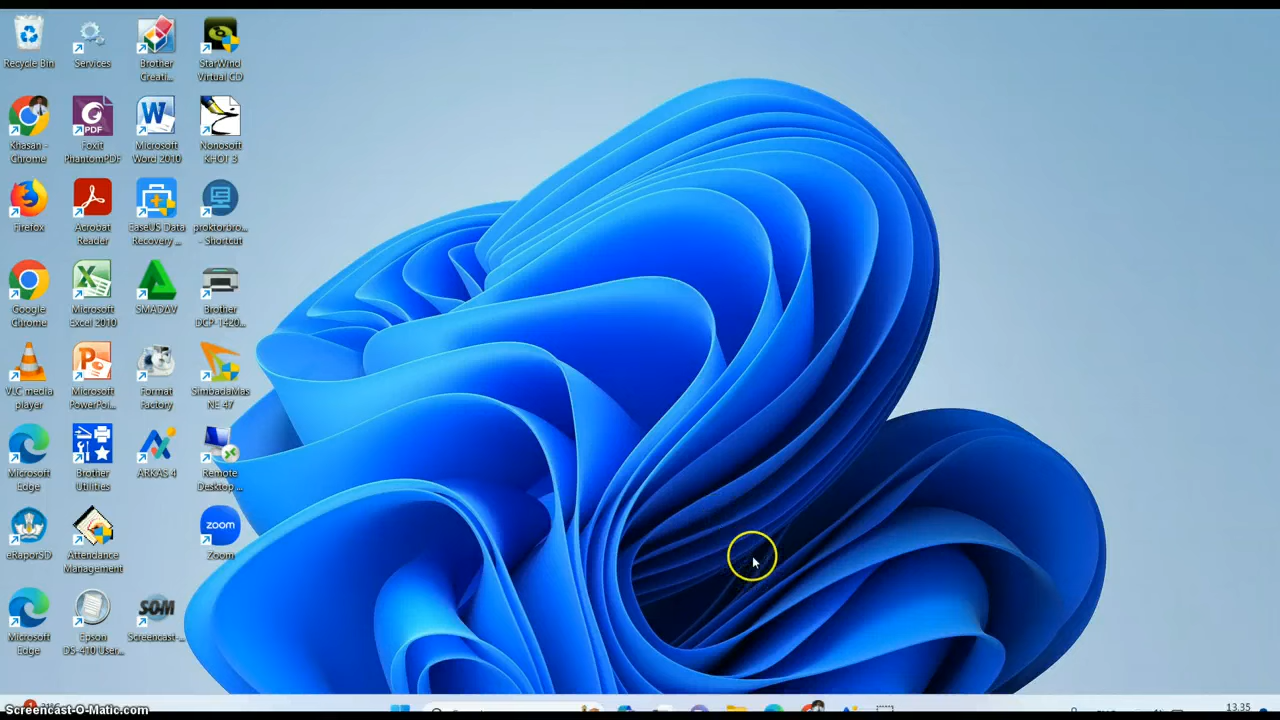 Recycle Bin
Services
Brother
Creati...
StarWind
Virtual CD
Khasan -
Chrome
Foxit
PhantomPDF
PDF
Microsoft
Word 2010
Nonosoft
KHOT 3
Firefox
Acrobat
Reader
EaseUS Data
Recovery ...
proktorbro...
- Shortcut
Google
Chrome
Microsoft
Excel 2010
SMADAV
Brother
DCP-1420...
VLC media
player
Microsoft
PowerPoi...
Format
Factory
SimbadaMas
NE 47
Microsoft
Edge
Brother
Utilities
ARKAS 4
Remote
Desktop ...
eRaporSD
Attendance
Management
zoom
Zoom
Microsoft
Edge
Epson
DS-410 User...
SOM
Screencast -...
Screencast-O-Matic.com
13.35